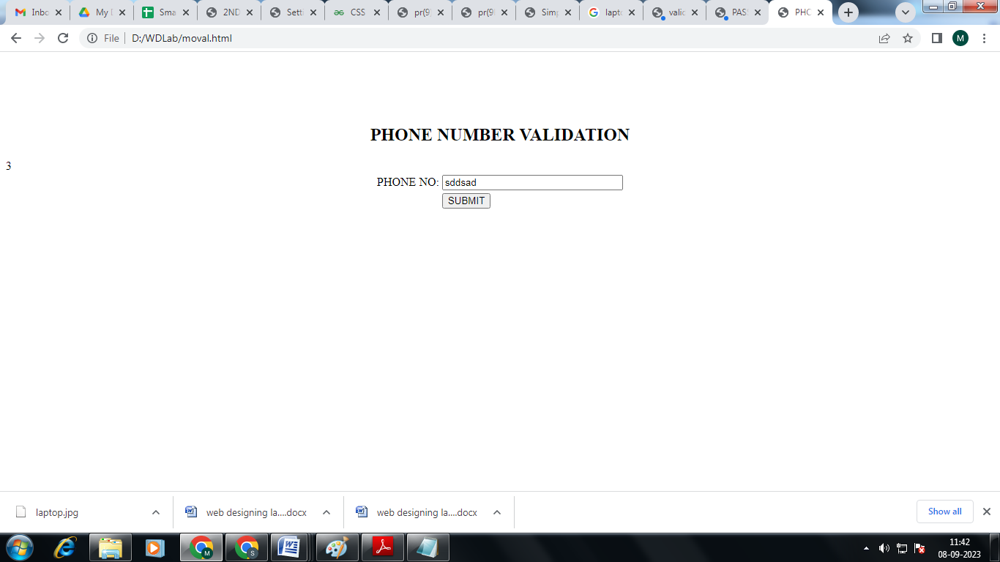 Inbo
My D
Sma
2ND
Sett
CSS
pr(9
pr(9
Simp
lapt
valid
PAS
PHO
File
D:/WDLab/moval.html
M
PHONE NUMBER VALIDATION
3
PHONE NO: sddsad
SUBMIT
laptop.jpg
web designing la....docx
web designing la....docx
Show all
M
S
11:42
08-09-2023